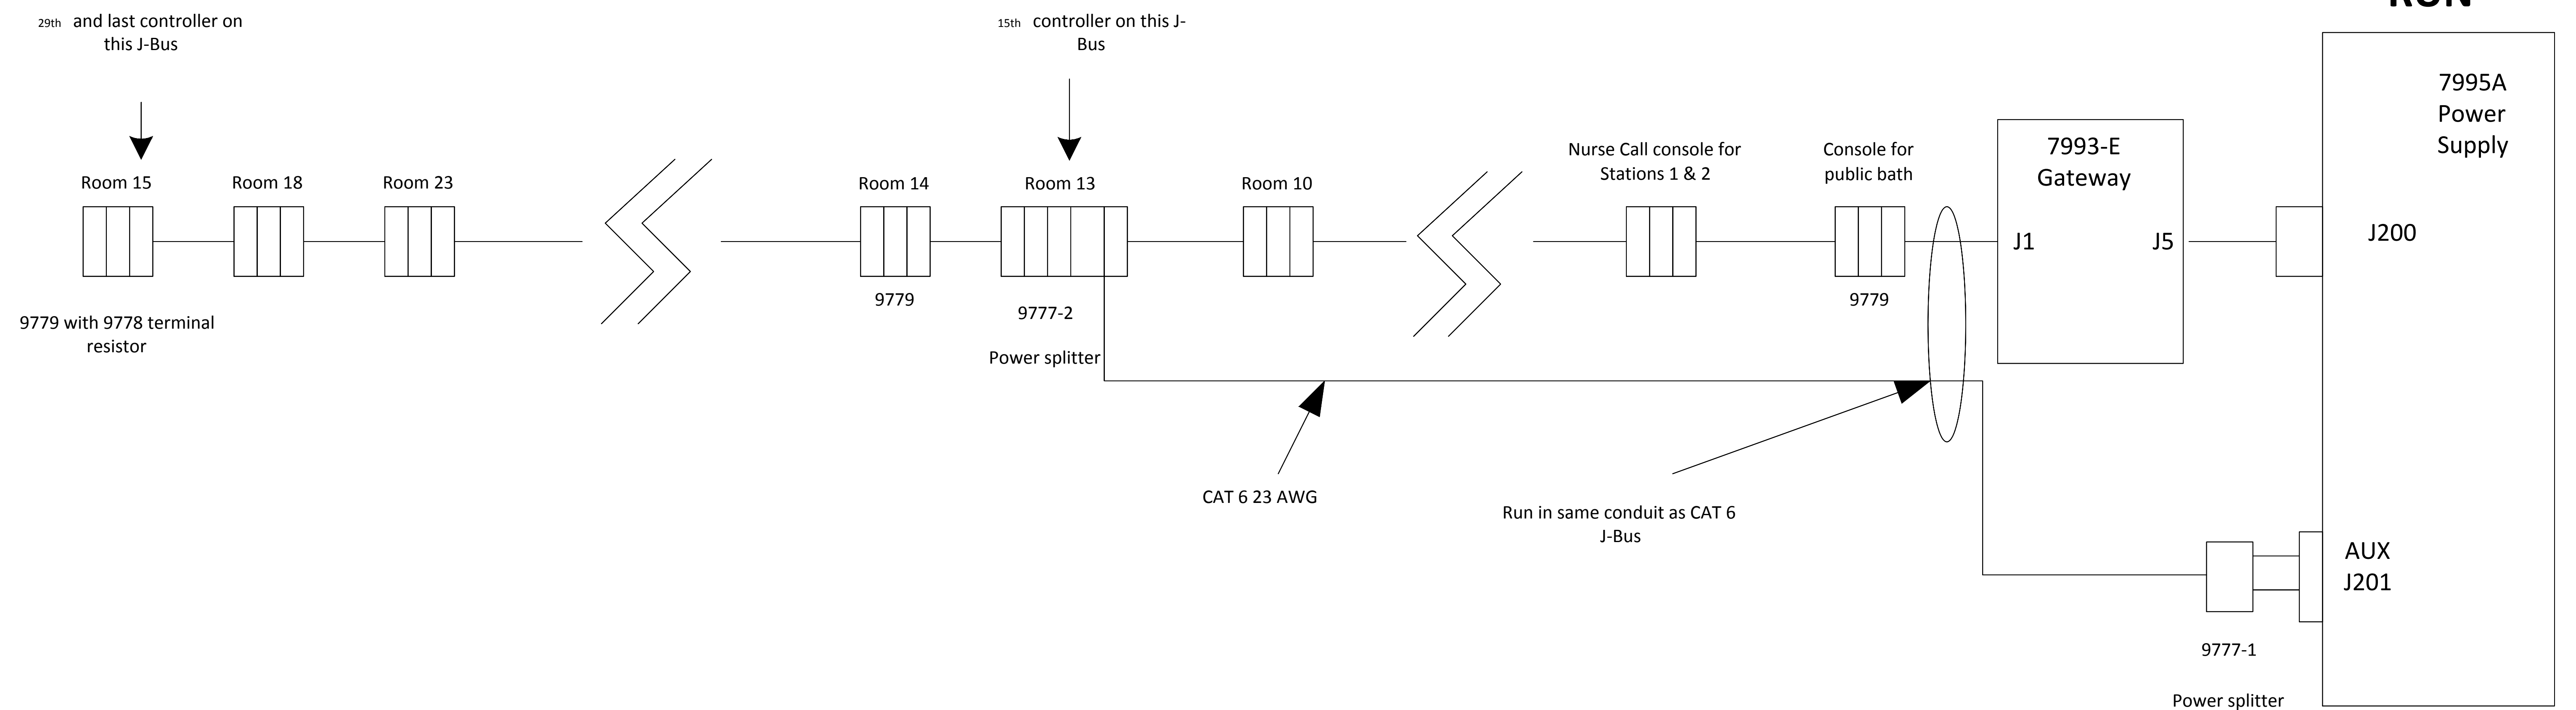 RUN
29th and last controller on
this J-Bus
15th controller on this J-
Bus
7995A
Power
Supply
Nurse Call console for
Stations 1 & 2
Console for
public bath
7993-E
Gateway
Room 15
Room 18
Room 23
Room 14
Room 13
Room 10
J1
J5
J200
9779
9777-2
9779
9779 with 9778 terminal
resistor
Power splitter
CAT 6 23 AWG
Run in same conduit as CAT 6
J-Bus
AUX
J201
9777-1
Power splitter